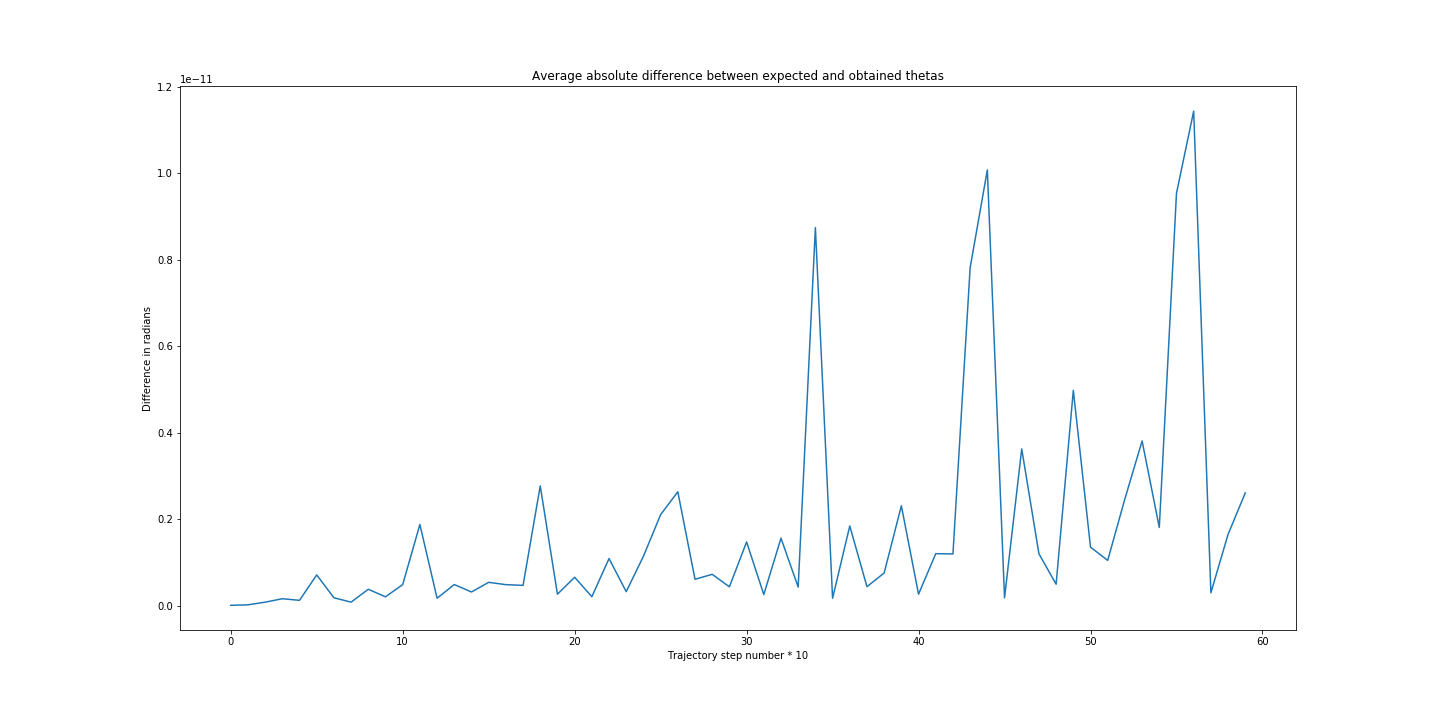 Average absolute difference between expected and obtained thetas
1e−11
1.2
1.0
0.8
0.6
0.4
0.2
0.0
Difference in radians
0 10 20 30 40 50 60
Trajectory step number * 10